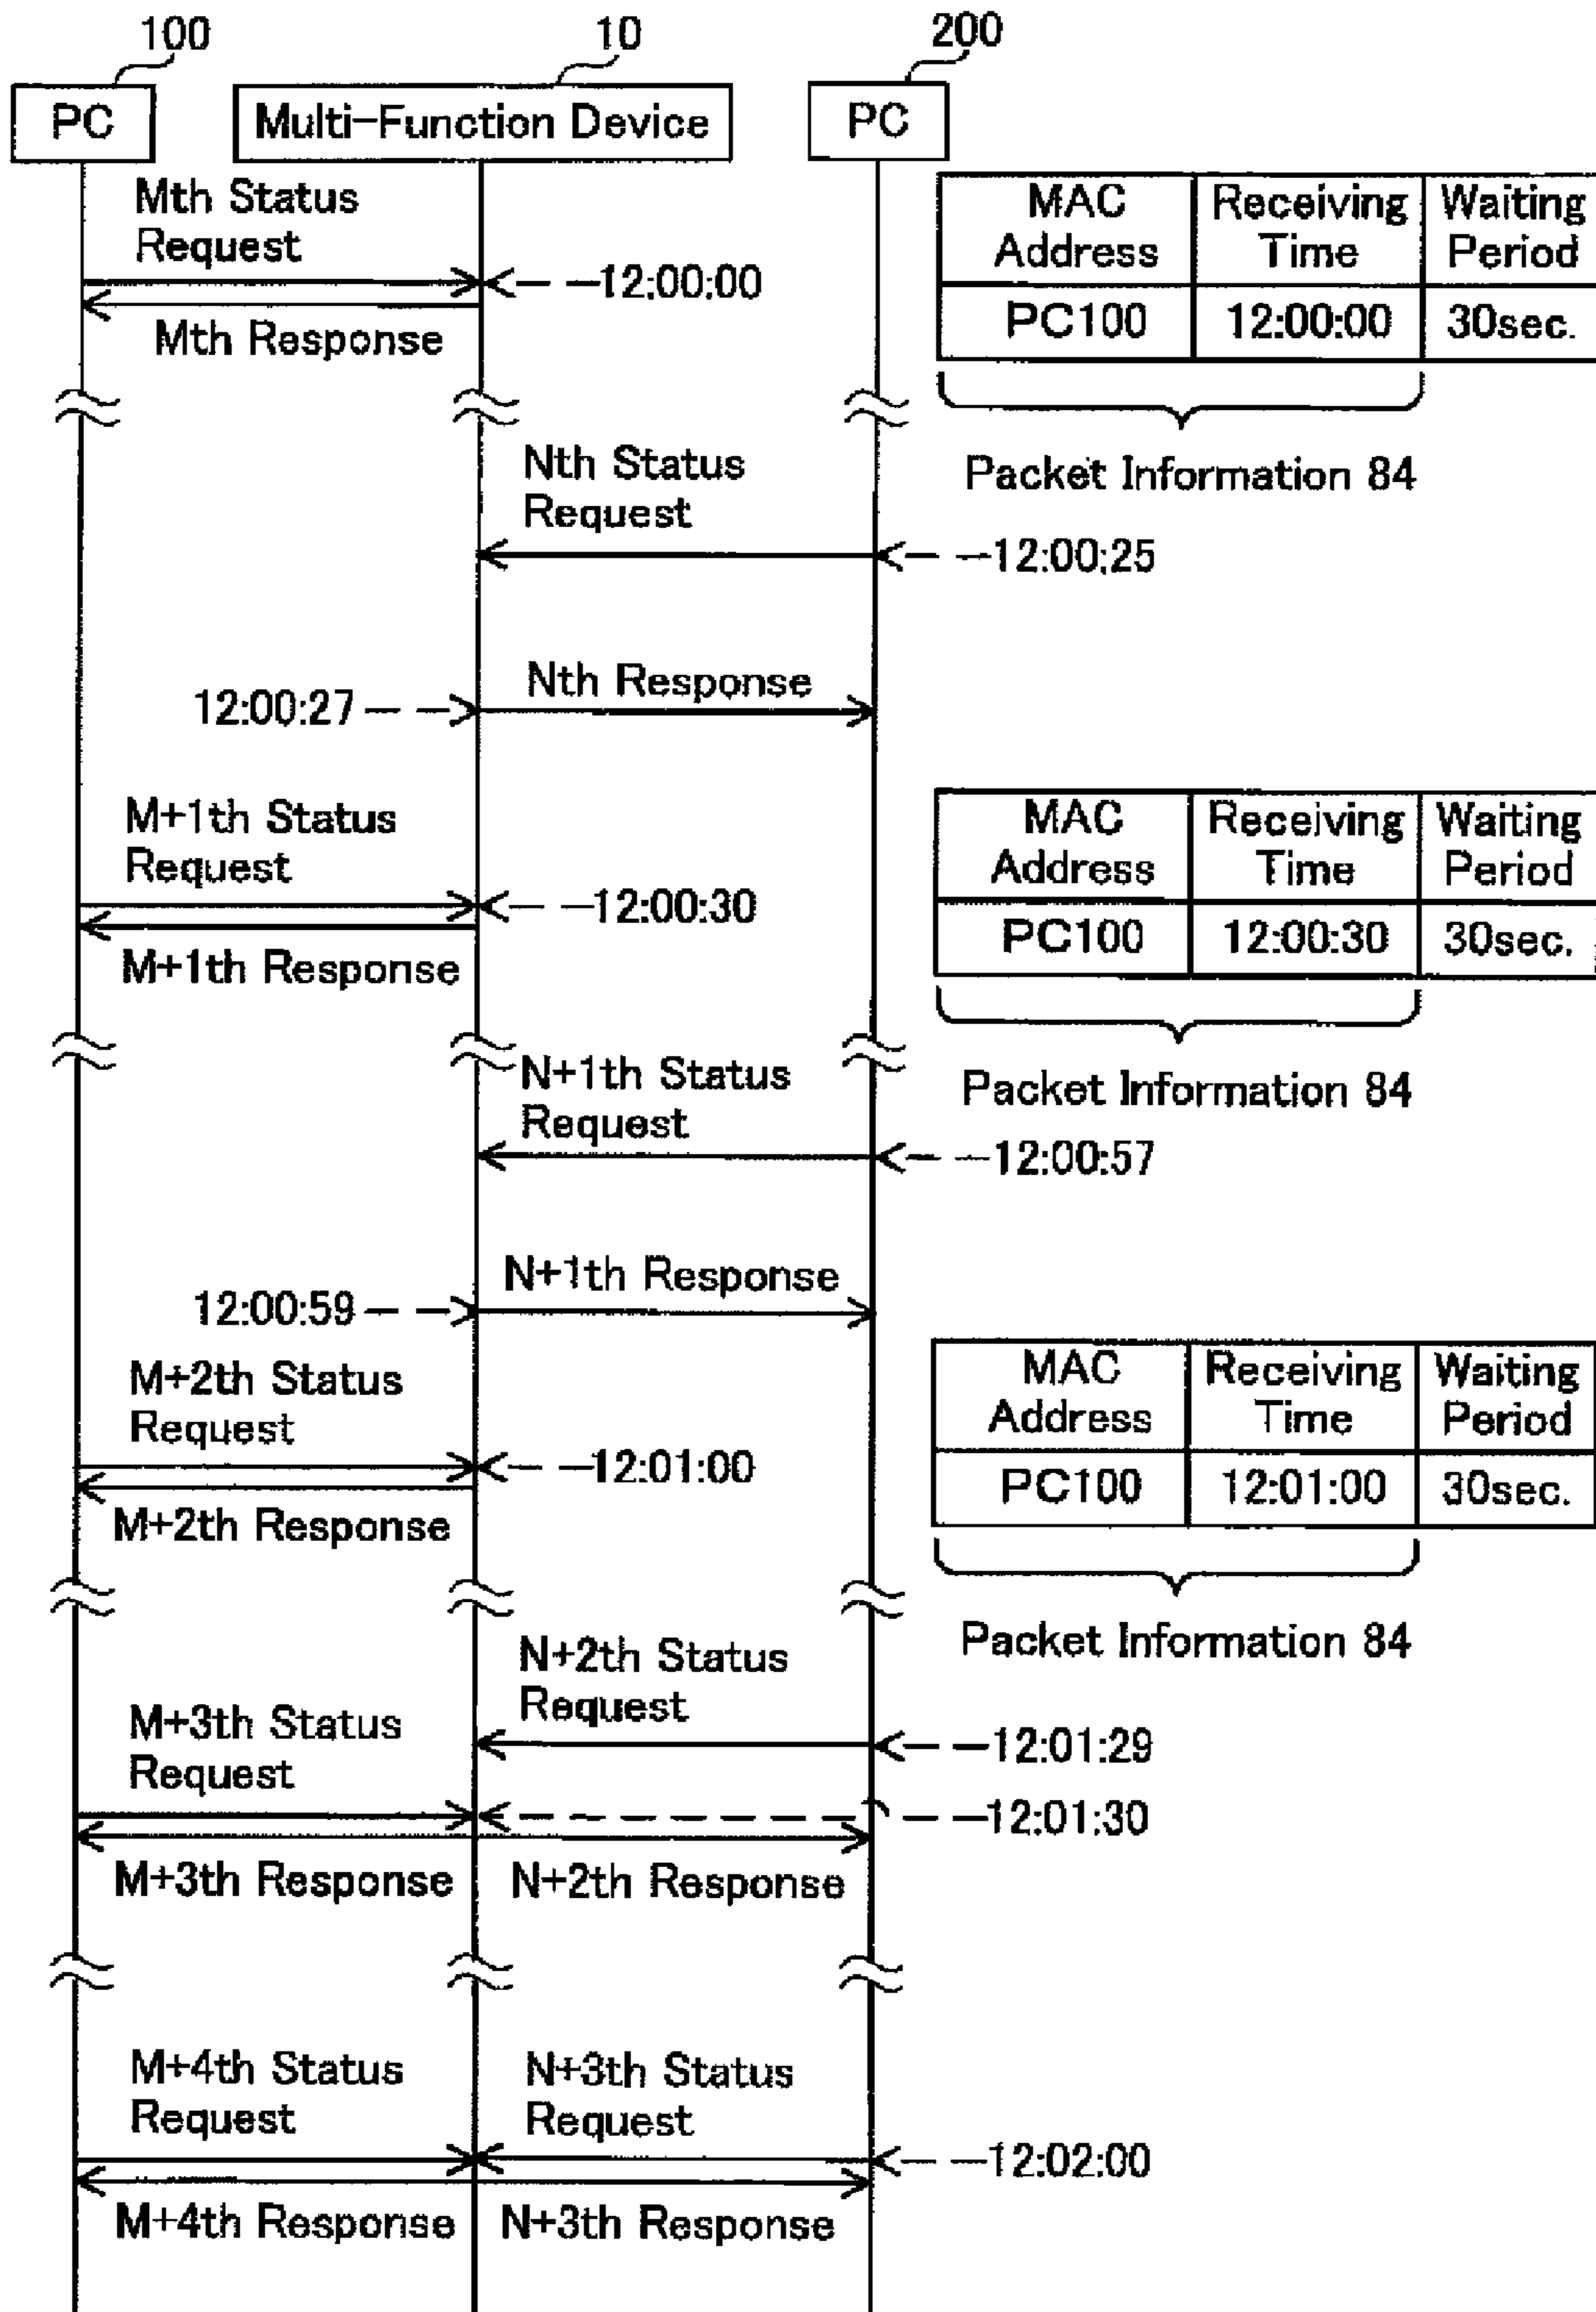 100
10
200
PC
Multi-Function Device
PC
Mth Status
Request
12:00:00
Mth Response
MAC
Address
Receiving
Time
Waiting
Period
PC100
12:00:00
30sec.
Packet Information 84
Nth Status
Request
12:00:25
Nth Response
12:00:27
M+1th Status
Request
12:00:30
M+1th Response
MAC
Address
Receiving
Time
Waiting
Period
PC100
12:00:30
30sec.
Packet Information 84
N+1th Status
Request
12:00:57
N+1th Response
12:00:59
M+2th Status
Request
12:01:00
M+2th Response
MAC
Address
Receiving
Time
Waiting
Period
PC100
12:01:00
30sec.
Packet Information 84
N+2th Status
Request
12:01:29
M+3th Status
Request
12:01:30
M+3th Response
N+2th Response
M+4th Status
Request
N+3th Status
Request
12:02:00
M+4th Response
N+3th Response